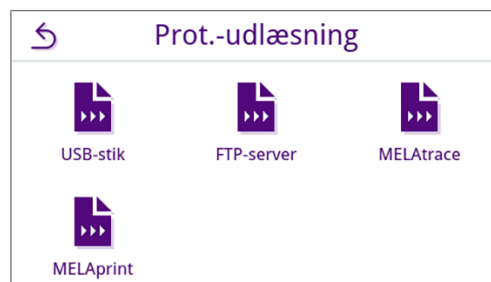 Prot.-udlæsning
USB-stik
FTP-server
MELAtrace
MELAprint